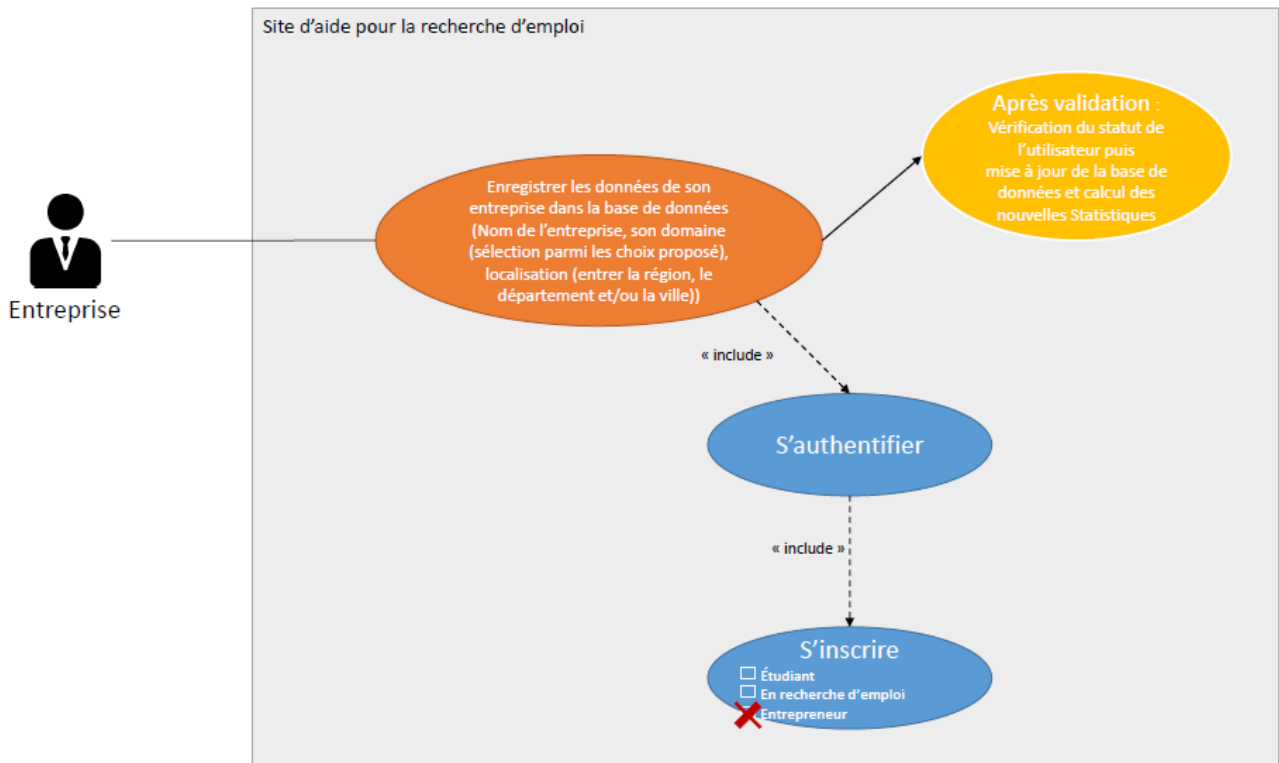 Site d'aide pour la recherche d'emploi
Après validation :
Vérification du statut de
l'utilisateur puis
mise à jour de la base de
données et calcul des
nouvelles Statistiques
Enregistrer les données de son
entreprise dans la base de données
(Nom de l'entreprise, son domaine
(sélection parmi les choix proposé),
localisation (entrer la région, le
département et/ou la ville))
Entreprise
« include »
S'authentifier
« include »
S'inscrire
Étudiant
En recherche d'emploi
Entrepreneur